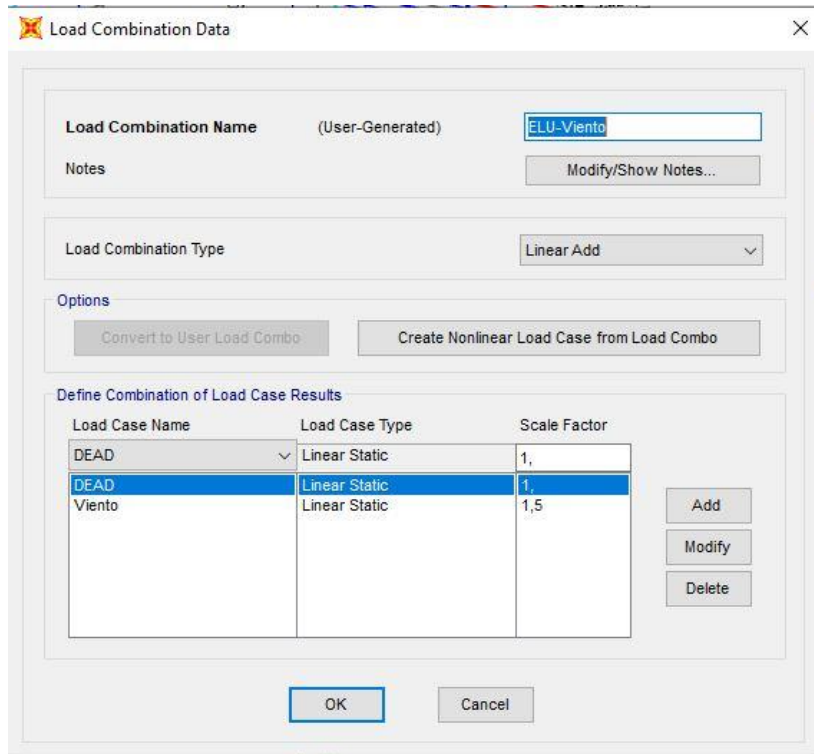 Load Combination Data
Load Combination Name (User-Generated) ELU-Viento
Notes Modify/Show Notes...
Load Combination Type Linear Add
Options
Convert to User Load Combo Create Nonlinear Load Case from Load Combo
Define Combination of Load Case Results
Load Case Name Load Case Type Scale Factor
DEAD Linear Static 1,
DEAD Linear Static 1,
Viento Linear Static 1,5
Add
Modify
Delete
OK Cancel